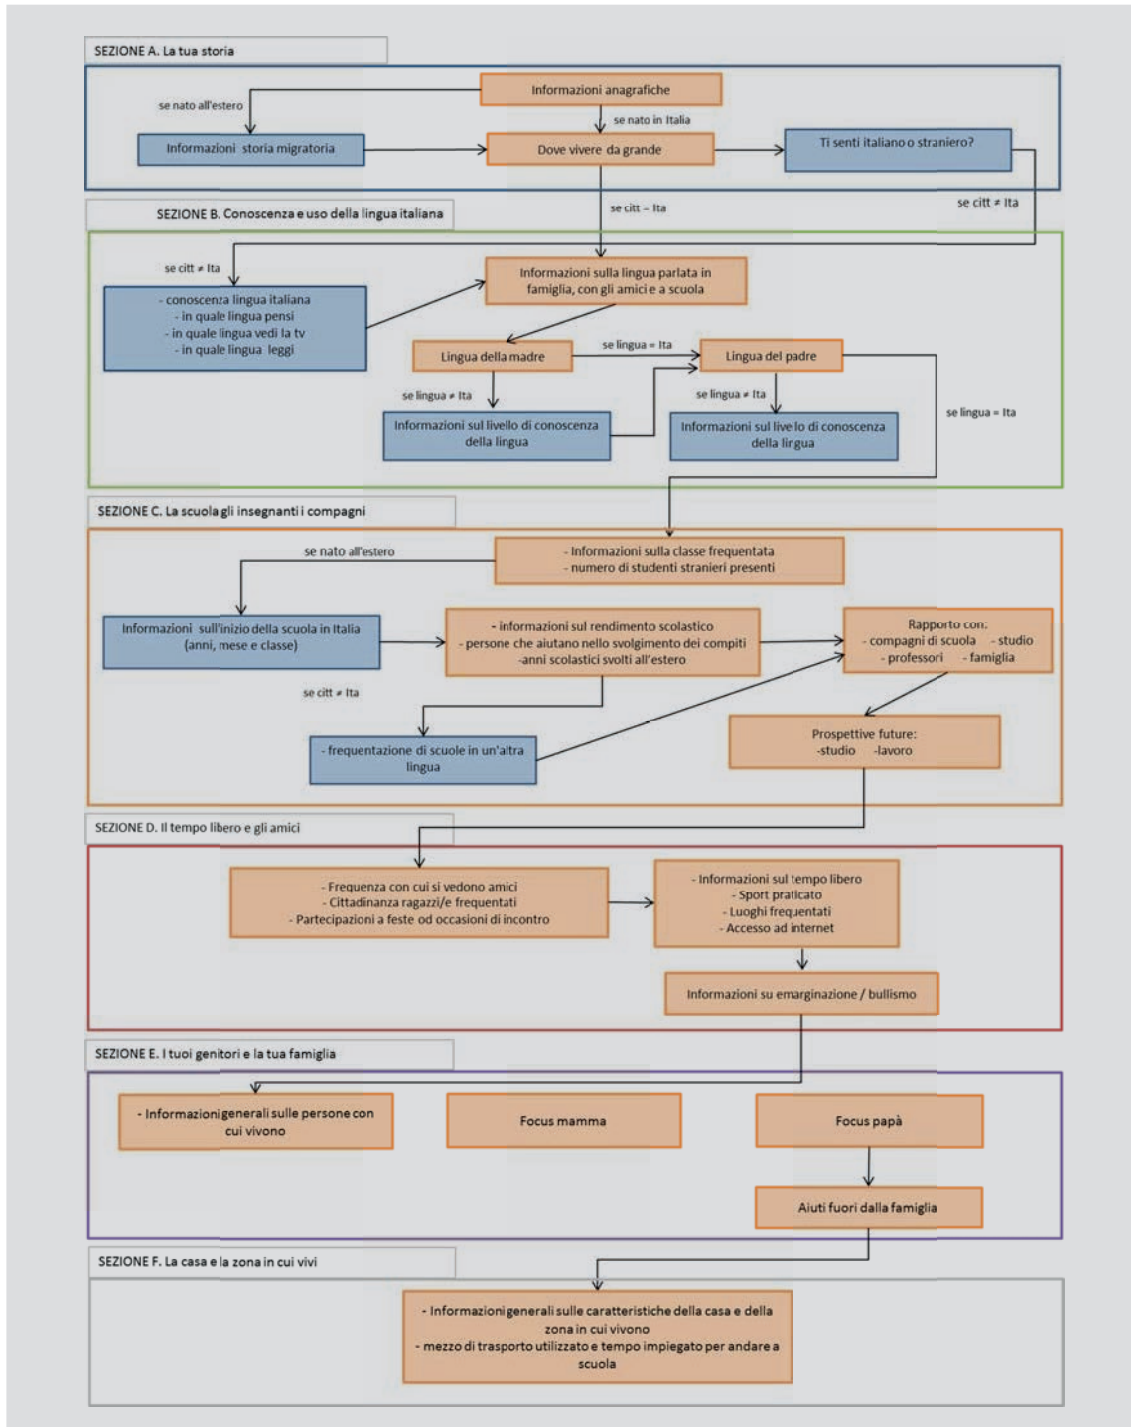 SEZIONE A. La tua storia
Informazioni anagrafiche
se nato all'estero
se nato in Italia
Informazioni storia migratoria
Dove vivere da grande
Ti senti italiano o straniero?
se citt = Ita
se citt ≠ Ita
SEZIONE B. Conoscenza e uso della lingua italiana
se citt ≠ Ita
Informazioni sulla lingua parlata in
famiglia, con gli amici e a scuola
- conoscenza lingua italiana
- in quale lingua pensi
- in quale lingua vedi la tv
- in quale lingua leggi
Lingua della madre
se lingua = Ita
Lingua del padre
se lingua ≠ Ita
se lingua ≠ Ita
se lingua = Ita
Informazioni sul livello di conoscenza
della lingua
Informazioni sul livello di conoscenza
della lingua
SEZIONE C. La scuola gli insegnanti i compagni
se nato all'estero
- Informazioni sulla classe frequentata
- numero di studenti stranieri presenti
Informazioni sull'inizio della scuola in Italia
(anni, mese e classe)
- informazioni sul rendimento scolastico
- persone che aiutano nello svolgimento dei compiti
-anni scolastici svolti all'estero
Rapporto con:
- compagni di scuola - studio
- professori - famiglia
se citt ≠ Ita
- frequentazione di scuole in un'altra
lingua
Prospettive future:
-studio -lavoro
SEZIONE D. Il tempo libero e gli amici
- Frequenza con cui si vedono amici
- Cittadinanza ragazzi/e frequentati
- Partecipazioni a feste od occasioni di incontro
- Informazioni sul tempo libero
- Sport praticato
- Luoghi frequentati
- Accesso ad internet
Informazioni su emarginazione / bullismo
SEZIONE E. I tuoi genitori e la tua famiglia
- Informazioni generali sulle persone con
cui vivono
Focus mamma
Focus papà
Aiuti fuori dalla famiglia
SEZIONE F. La casa e la zona in cui vivi
- Informazioni generali sulle caratteristiche della casa e della
zona in cui vivono
- mezzo di trasporto utilizzato e tempo impiegato per andare a
scuola